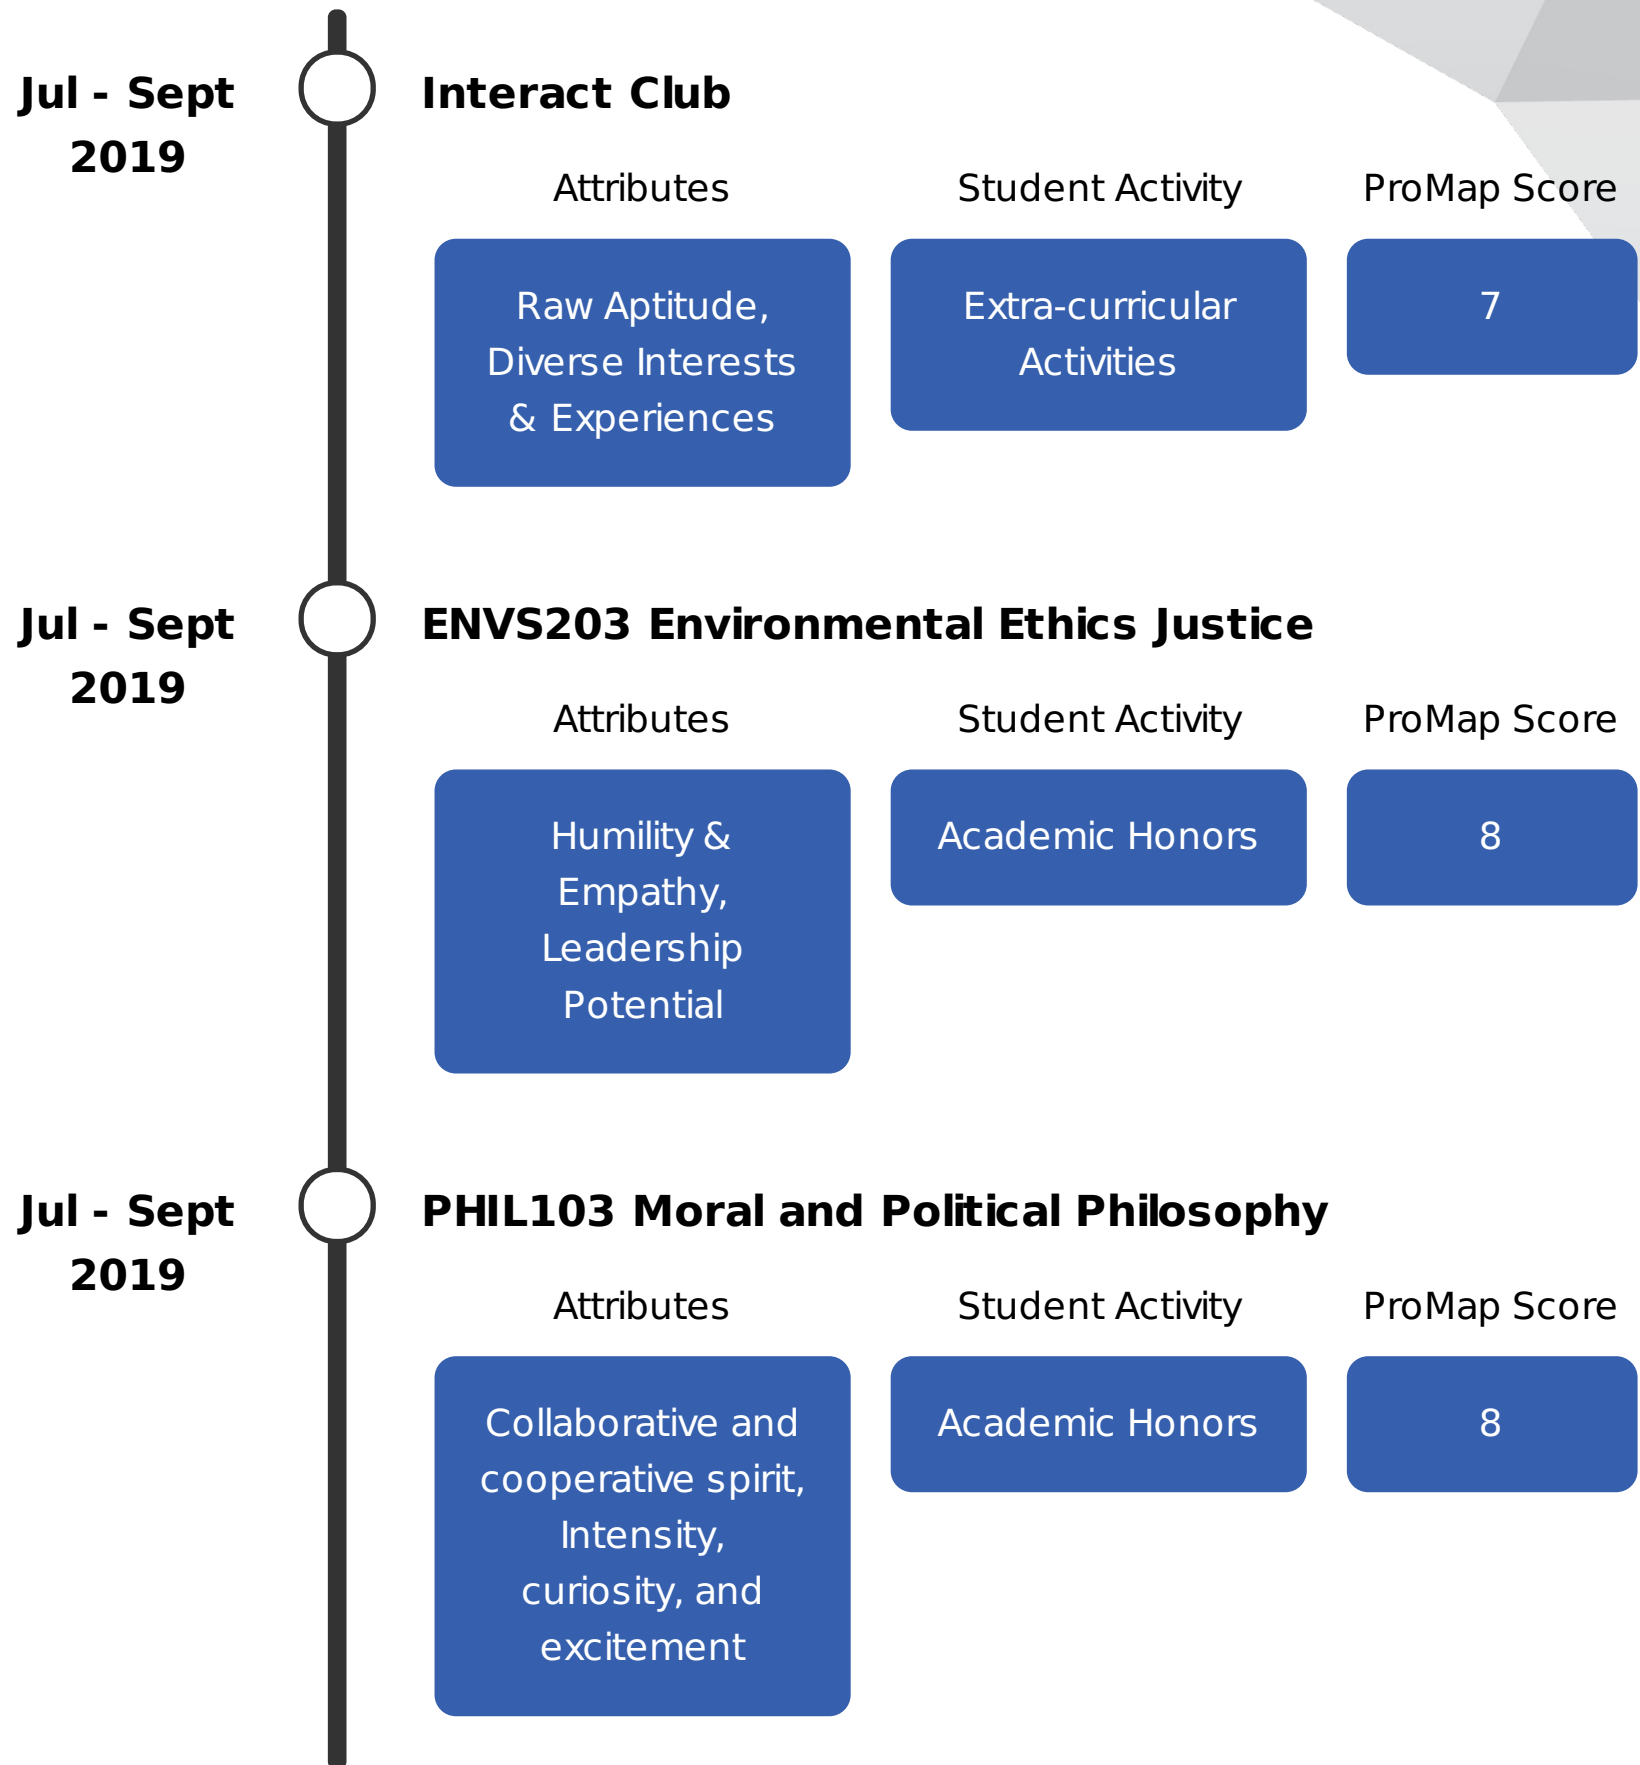 Jul - Sept
2019
Interact Club
Attributes
Student Activity
ProMap Score
Raw Aptitude,
Diverse Interests
& Experiences
Extra-curricular
Activities
7
Jul - Sept
2019
ENVS203 Environmental Ethics Justice
Attributes
Student Activity
ProMap Score
Humility &
Empathy,
Leadership
Potential
Academic Honors
8
Jul - Sept
2019
PHIL103 Moral and Political Philosophy
Attributes
Student Activity
ProMap Score
Collaborative and
cooperative spirit,
Intensity,
curiosity, and
excitement
Academic Honors
8